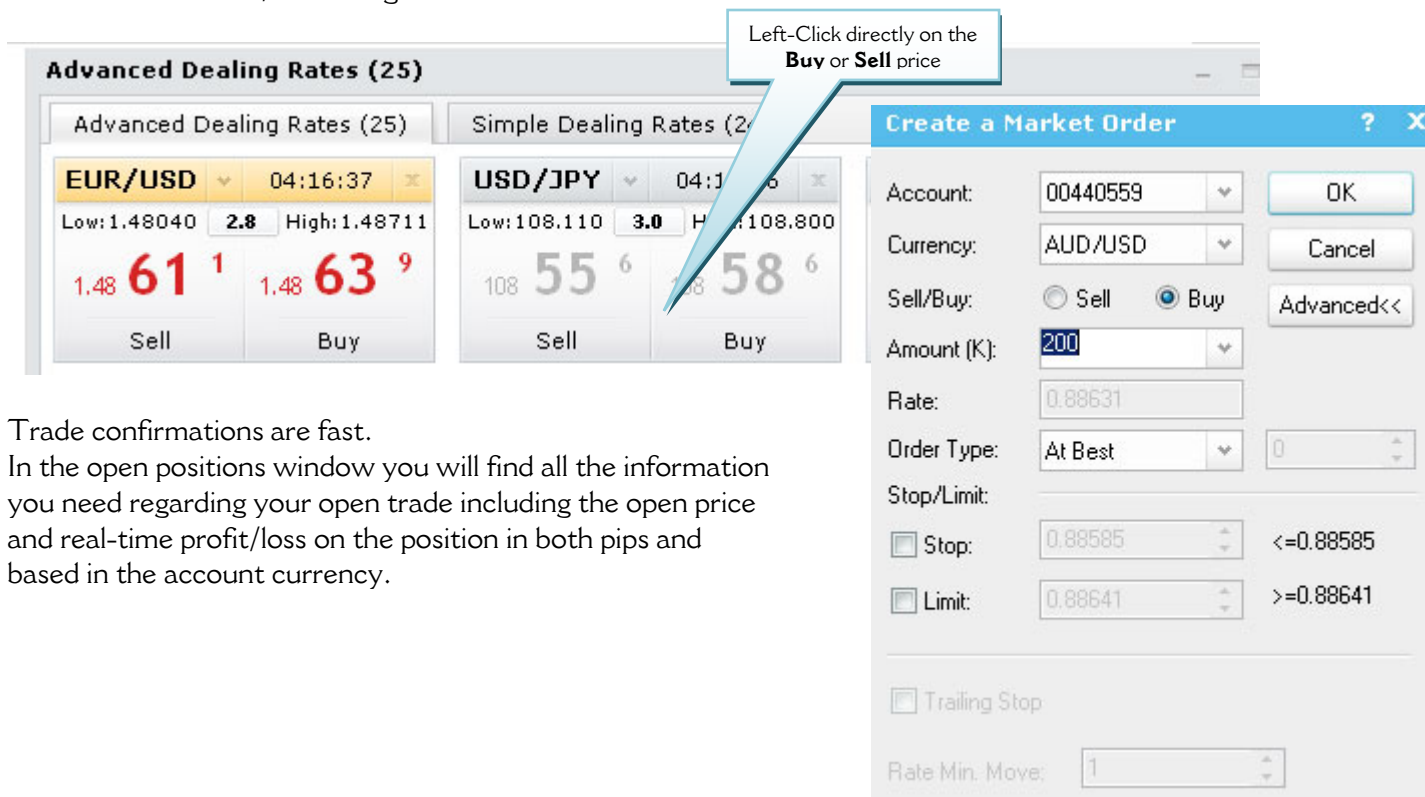 Left-Click directly on the
Buy or Sell price
Advanced Dealing Rates (25)
Advanced Dealing Rates (25)
Simple Dealing Rates (2
EUR/USD 04:16:37 x
Low:1.48040 2.8 High:1.48711
1.48 61 1 1.48 63 9
Sell Buy
USD/JPY 04:1 6 x
Low:108.110 3.0 H 108.800
108 55 6 58 6
Sell Buy
Create a Market Order ? X
Account: 00440559 OK
Currency: AUD/USD Cancel
Sell/Buy: Sell Buy Advanced<<
Amount (K): 200
Rate: 0.88631
Order Type: At Best 0
Stop/Limit:
Stop: 0.88585 <=0.88585
Limit: 0.88641 >=0.88641
Trailing Stop
Rate Min. Move: 1
Trade confirmations are fast.
In the open positions window you will find all the information
you need regarding your open trade including the open price
and real-time profit/loss on the position in both pips and
based in the account currency.